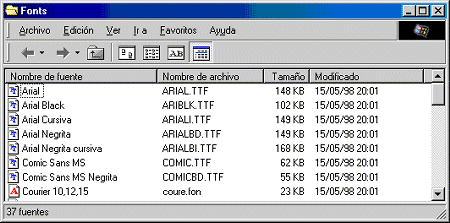 Fonts
Archivo Edición Ver Ir a Favoritos Ayuda
AB
Nombre de fuente Nombre de archivo Tamaño Modificado
Arial ARIAL.TTF 148 KB 15/05/98 20:01
Arial Black ARIBLK.TTF 102 KB 15/05/98 20:01
Arial Cursiva ARIALI.TTF 149 KB 15/05/98 20:01
Arial Negrita ARIALBD.TTF 149 KB 15/05/98 20:01
Arial Negrita cursiva ARIALBI.TTF 168 KB 15/05/98 20:01
Comic Sans MS COMIC.TTF 62 KB 15/05/98 20:01
Comic Sans MS Negrita COMICBD.TTF 55 KB 15/05/98 20:01
Courier 10,12,15 coure.fon 23 KB 15/05/98 20:01
37 fuentes